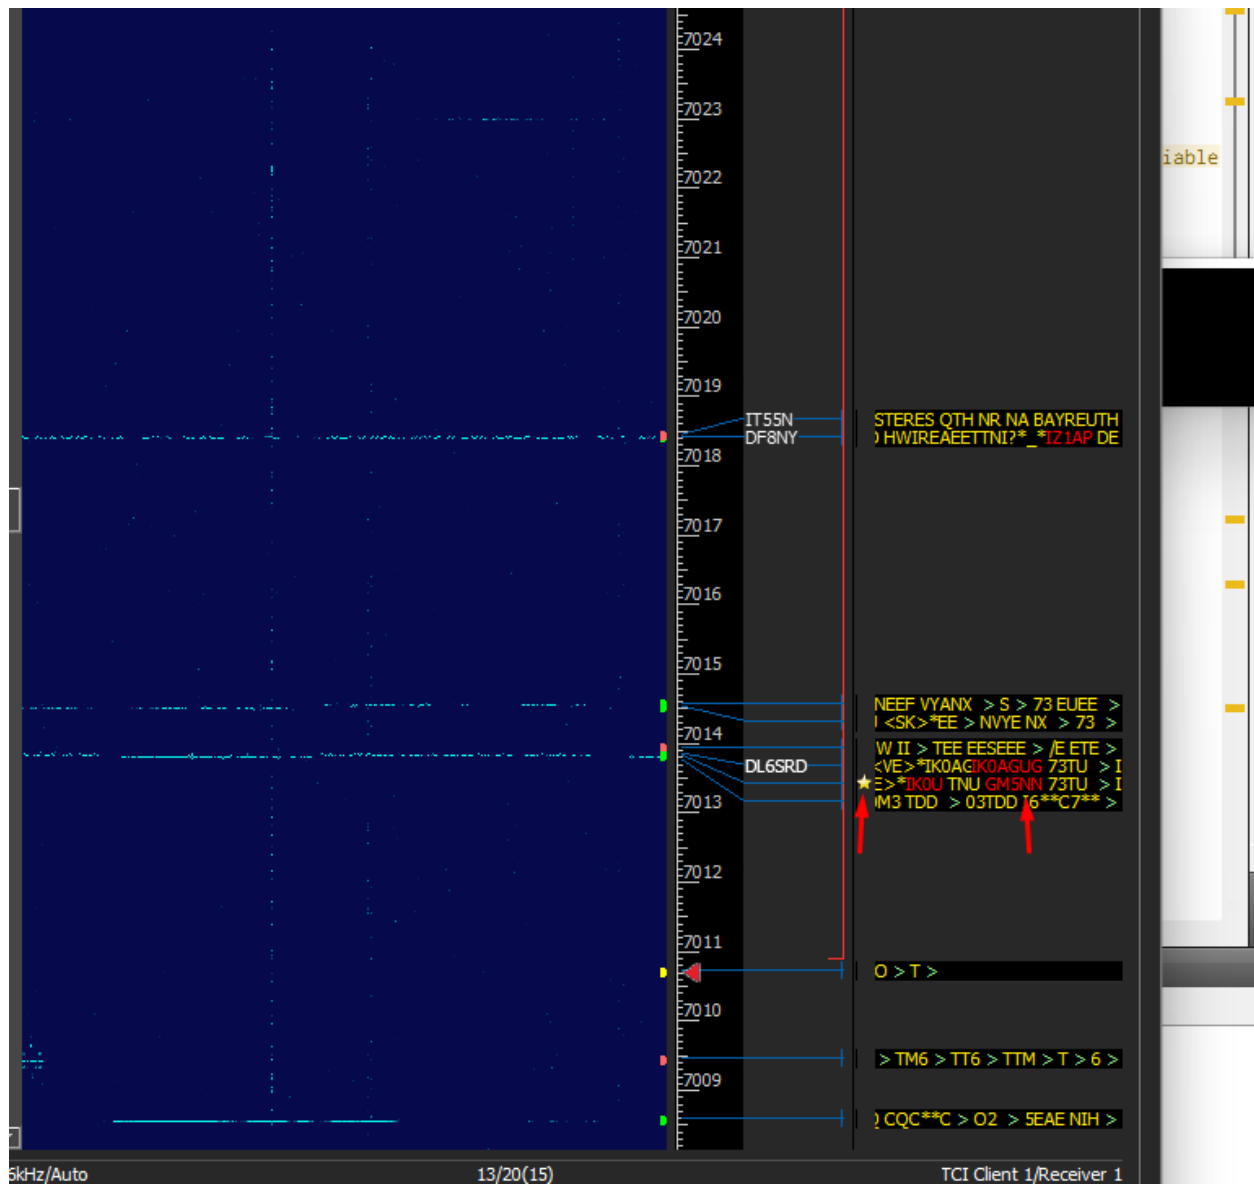 7024
7023
iable
7022
7021
7020
7019
IT55N STERES QTH NR NA BAYREUTH
DF8NY HWIREAEETTNI?*_*IZ1AP DE
7018
7017
7016
7015
NEEF VYANX > S > 73 EUEE >
<SK>*EE > NVYE NX > 73 >
7014
W II > TEE EESEEE > /E ETE >
DL6SRD <VE>*IK0AGIK0AGUG 73TU > I
E>*IK0U TNU GM5NN 73TU > I
7013
M3 TDD > 03TDD I6**C7** >
7012
7011
O > T >
7010
> TM6 > TT6 > TTM > T > 6 >
7009
CQC**C > O2 > 5EAE NIH >
6kHz/Auto 13/20(15) TCI Client 1/Receiver 1